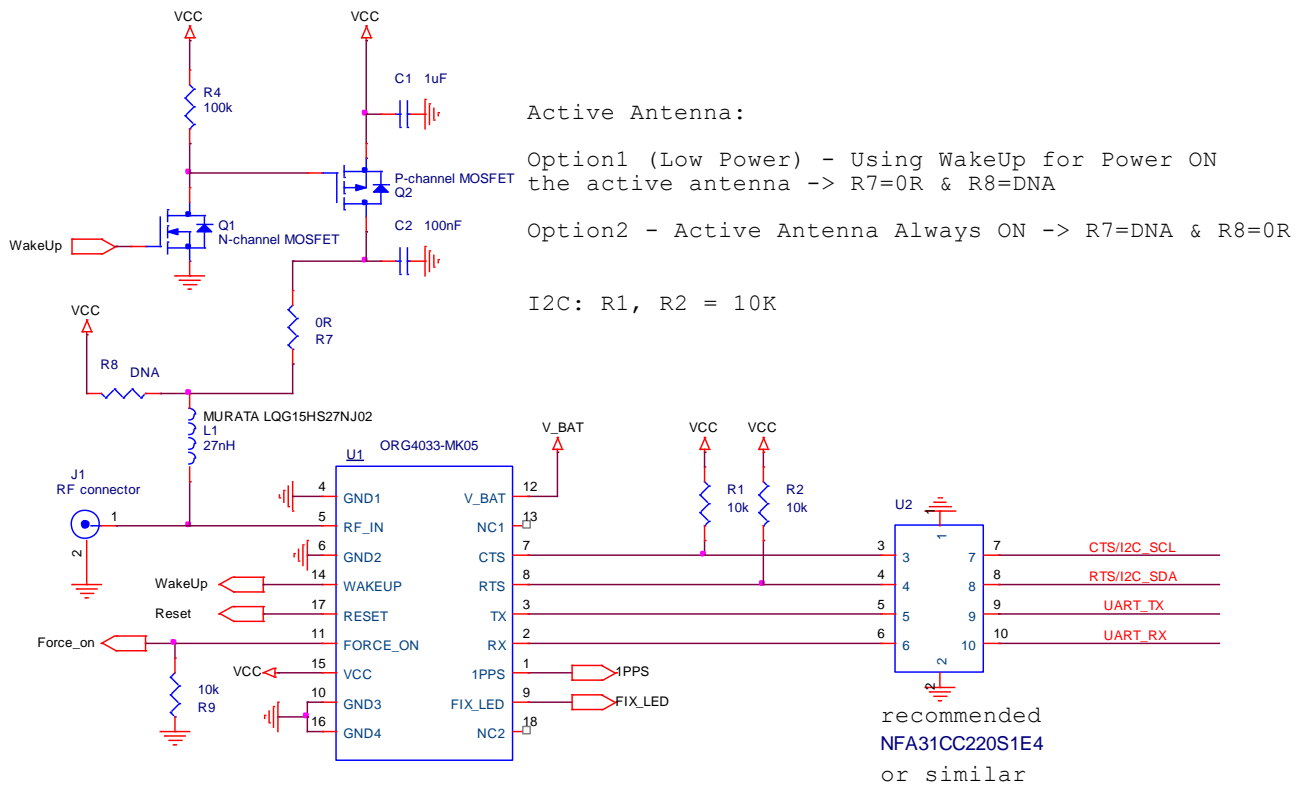 VCC
VCC
R4
100k
C1 1uF
P-channel MOSFET
Q2
Q1
N-channel MOSFET
C2 100nF
WakeUp
Active Antenna:
Option1 (Low Power) - Using WakeUp for Power ON
the active antenna -> R7=0R & R8=DNA
Option2 - Active Antenna Always ON -> R7=DNA & R8=0R
I2C: R1, R2 = 10K
VCC
0R
R7
R8
DNA
MURATA LQG15HS27NJ02
L1
27nH
J1
RF connector
1
2
U1
ORG4033-MK05
4 GND1
5 RF_IN
6 GND2
14 WAKEUP
17 RESET
11 FORCE_ON
15 VCC
10 GND3
16 GND4
V_BAT 12
NC1 13
CTS 7
RTS 8
TX 3
RX 2
1PPS 1
FIX_LED 9
NC2 18
WakeUp
Reset
Force_on
VCC
10k
R9
V_BAT
VCC
VCC
R1
10k
R2
10k
1PPS
FIX_LED
U2
1
1
3 3
4 4
5 5
6 6
7 7 CTS/I2C_SCL
8 8 RTS/I2C_SDA
9 9 UART_TX
10 10 UART_RX
2
2
recommended
NFA31CC220S1E4
or similar